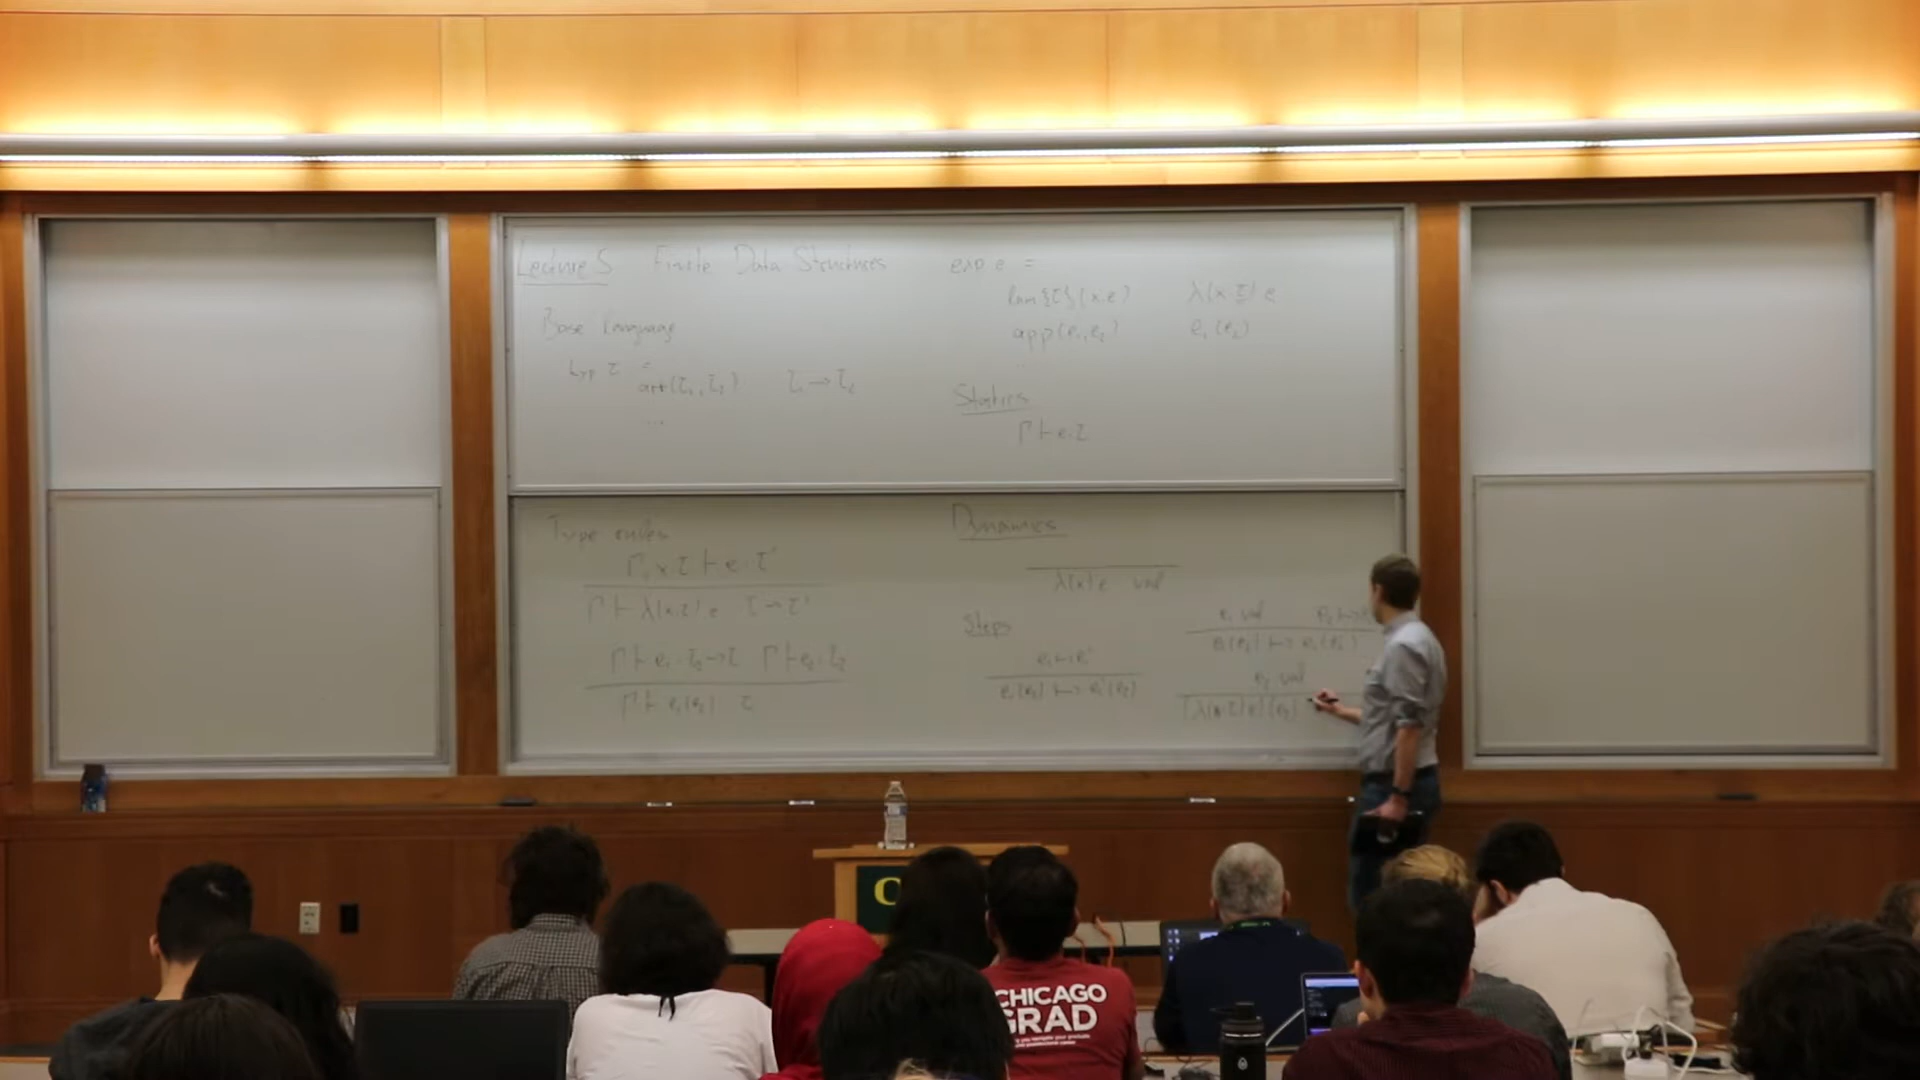 Lecture 5 Finite Data Structures
Base Language
typ τ =
arr(τ₁, τ₂) τ₁ → τ₂
...
exp e =
lam{τ}(x.e) λ(x:τ) e
app(e₁, e₂) e₁(e₂)
...
Statics
Γ ⊢ e : τ
Type rules
Γ, x:τ ⊢ e : τ'
Γ ⊢ λ(x:τ) e : τ → τ'
Γ ⊢ e₁ : τ₂ → τ Γ ⊢ e₂ : τ₂
Γ ⊢ e₁(e₂) : τ
Dynamics
λ(x) e val
Steps
e₁ ↦ e₁'
e₁(e₂) ↦ e₁'(e₂)
e₁ val e₂ ↦
e₁(e₂) ↦ e₁(e₂')
e₂ val
(λ(x:τ) e)(e₂)
O
CHICAGO
GRAD